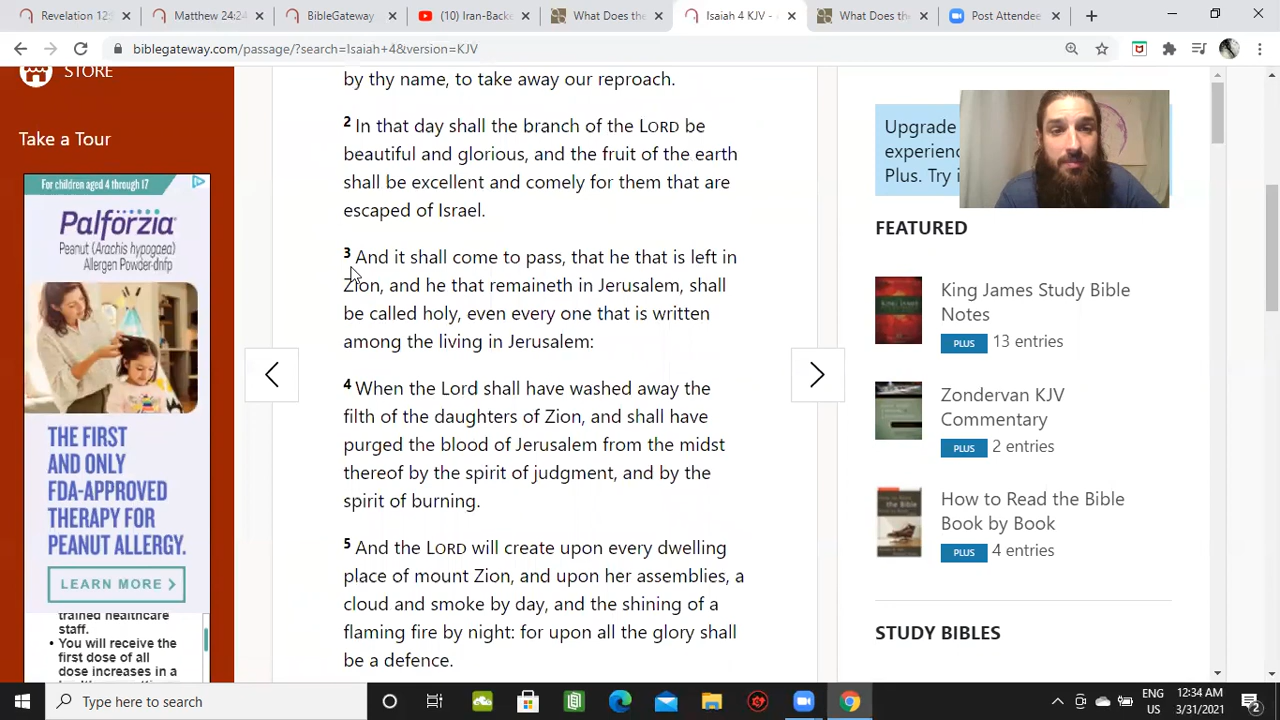 Revelation 12:9
Matthew 24:24
BibleGateway
(10) Iran-Backe
What Does the
Isaiah 4 KJV -
What Does the
Post Attendee
biblegateway.com/passage/?search=Isaiah+4&version=KJV
STORE
Take a Tour
For children aged 4 through 17
Palforzia
Peanut (Arachis hypogaea)
Allergen Powder-dnfp
THE FIRST
AND ONLY
FDA-APPROVED
THERAPY FOR
PEANUT ALLERGY.
LEARN MORE
trained healthcare
staff.
• You will receive the
first dose of all
dose increases in a
by thy name, to take away our reproach.
2 In that day shall the branch of the LORD be
beautiful and glorious, and the fruit of the earth
shall be excellent and comely for them that are
escaped of Israel.
3 And it shall come to pass, that he that is left in
Zion, and he that remaineth in Jerusalem, shall
be called holy, even every one that is written
among the living in Jerusalem:
4 When the Lord shall have washed away the
filth of the daughters of Zion, and shall have
purged the blood of Jerusalem from the midst
thereof by the spirit of judgment, and by the
spirit of burning.
5 And the LORD will create upon every dwelling
place of mount Zion, and upon her assemblies, a
cloud and smoke by day, and the shining of a
flaming fire by night: for upon all the glory shall
be a defence.
Upgrade
experienc
Plus. Try i
FEATURED
King James Study Bible
Notes
PLUS 13 entries
Zondervan KJV
Commentary
PLUS 2 entries
How to Read the Bible
Book by Book
PLUS 4 entries
STUDY BIBLES
Type here to search
ENG
US
12:34 AM
3/31/2021
2